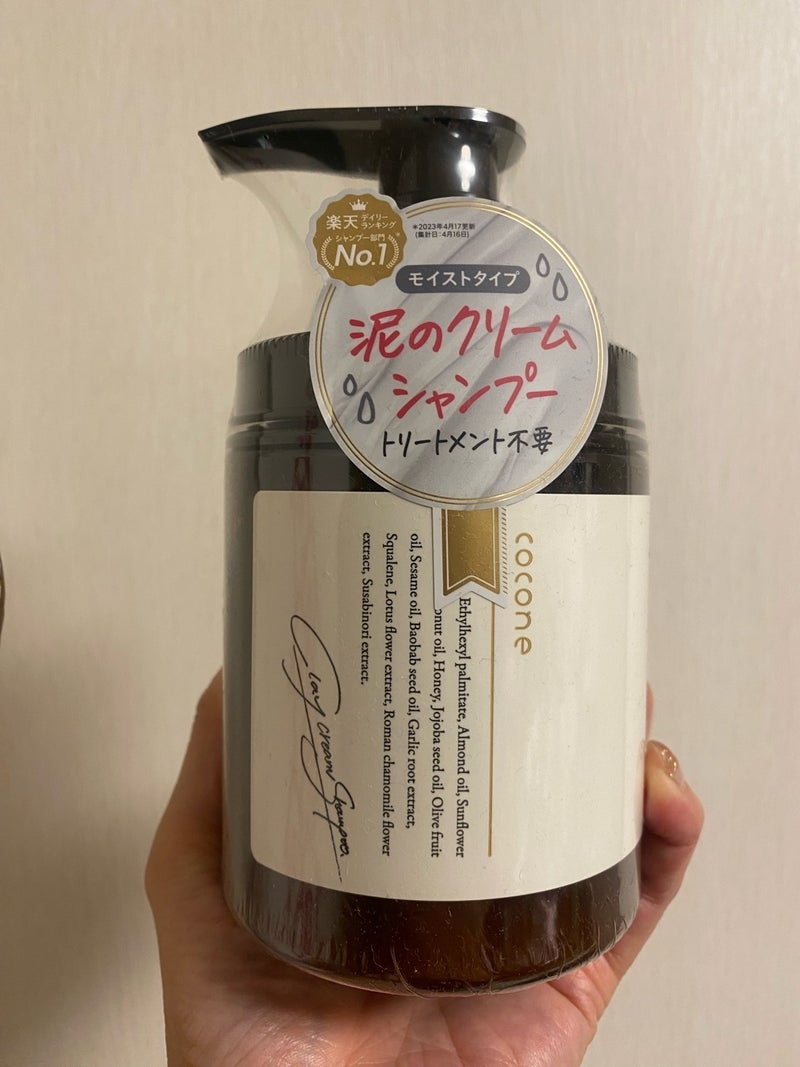 楽天 デイリー
ランキング
シャンプー部門
No.1
*2023年4月17更新
(集計日:4月16日)
モイストタイプ
泥のクリーム
シャンプー
トリートメント不要
cocone
Ethylhexyl palmitate, Almond oil, Sunflower
oil, Honey, Jojoba seed oil, Olive fruit
oil, Sesame oil, Baobab seed oil, Garlic root extract,
Squalene, Lotus flower extract, Roman chamomile flower
extract, Susabinori extract.
Clay cream Shampoo